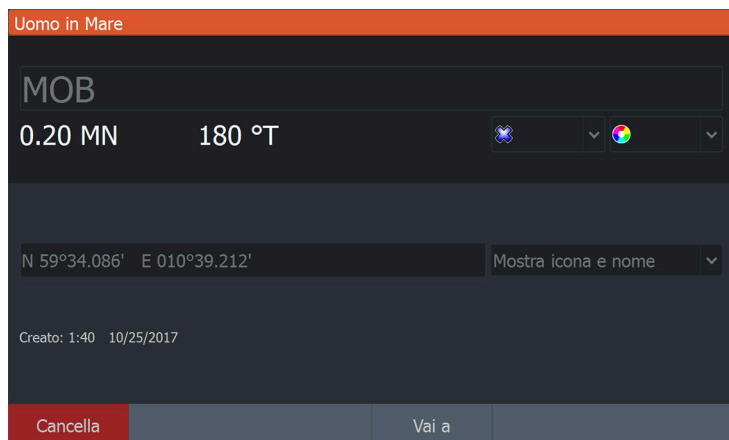 Uomo in Mare
MOB
0.20 MN 180 °T
N 59°34.086' E 010°39.212' Mostra icona e nome
Creato: 1:40 10/25/2017
Cancella Vai a